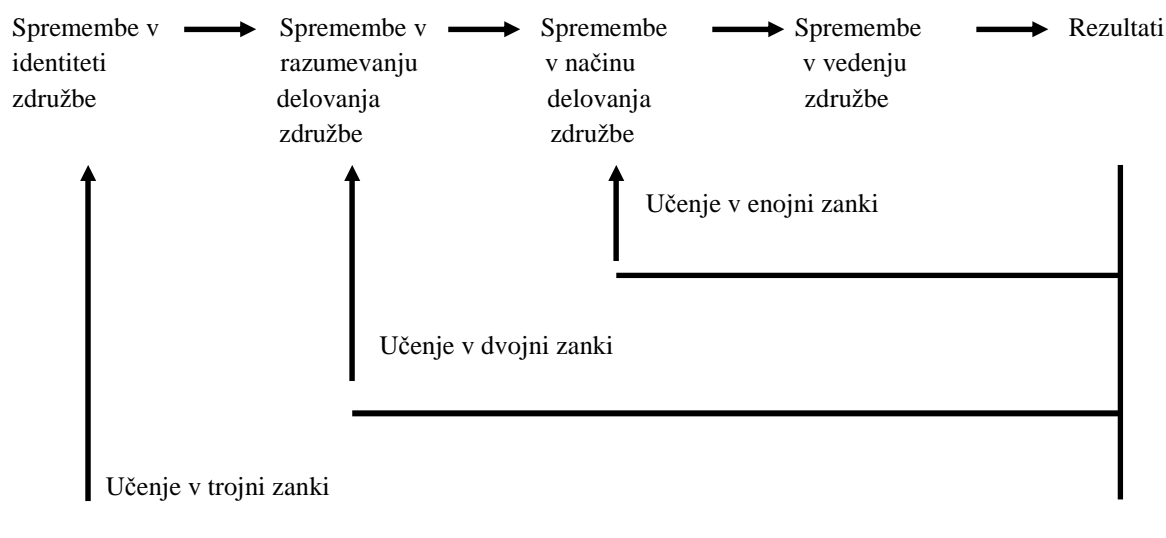 Spremembe v
identiteti
združbe
Spremembe v
razumevanju
delovanja
združbe
Spremembe
v načinu
delovanja
združbe
Spremembe
v vedenju
združbe
Rezultati
Učenje v enojni zanki
Učenje v dvojni zanki
Učenje v trojni zanki